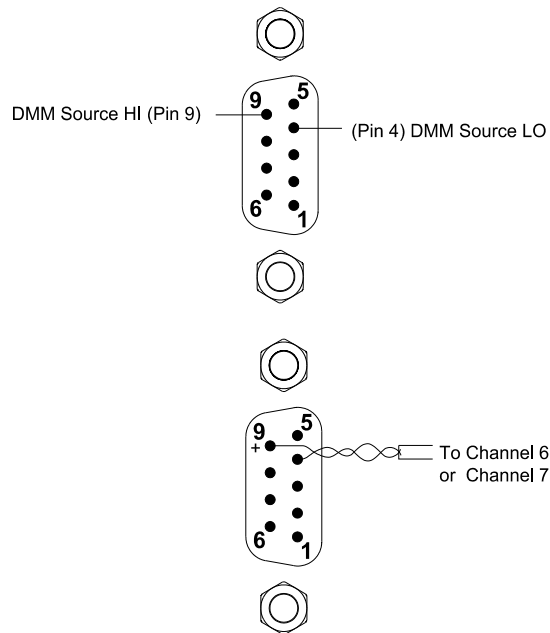 5
9
DMM Source HI (Pin 9)
(Pin 4) DMM Source LO
6
1
5
9
+
To Channel 6
or Channel 7
6
1